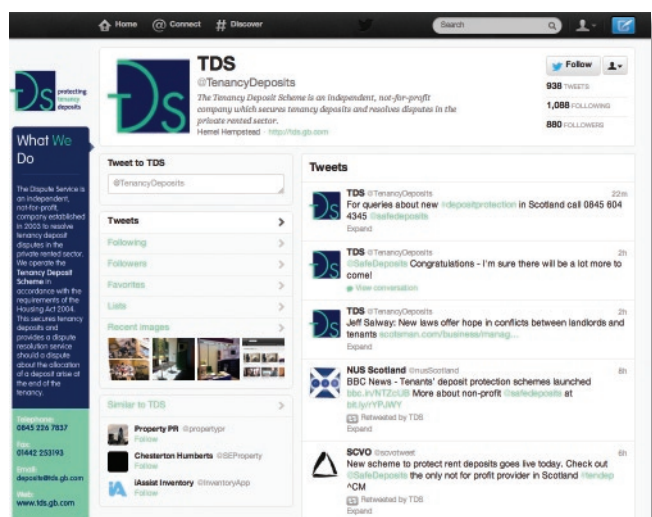 Home
Connect
Discover
Search
TDS
@TenancyDeposits
The Tenancy Deposit Scheme is an independent, not-for-profit
company which secures tenancy deposits and resolves disputes in the
private rented sector.
Hemel Hempstead · http://tds.gb.com
Follow
938 TWEETS
1,088 FOLLOWING
880 FOLLOWERS
TDS
protecting
tenancy
deposits
What We
Do
The Dispute Service is
an independent,
not-for-profit
company established
in 2003 to resolve
tenancy deposit
disputes in the
private rented sector.
We operate the
Tenancy Deposit
Scheme in
accordance with the
requirements of the
Housing Act 2004.
This secures tenancy
deposits and
provides a dispute
resolution service
should a dispute
about the allocation
of a deposit arise at
the end of the
tenancy.
Telephone:
0845 226 7837
Fax:
01442 253193
Email:
deposits@tds.gb.com
Web:
www.tds.gb.com
Tweet to TDS
@TenancyDeposits
Tweets
Following
Followers
Favorites
Lists
Recent images
Similar to TDS
Property PR @propertypr
Follow
Chesterton Humberts @SEProperty
Follow
iAssist Inventory @InventoryApp
Follow
Tweets
TDS @TenancyDeposits 22m
For queries about new #depositprotection in Scotland call 0845 604
4345 @safedeposits
Expand
TDS @TenancyDeposits 2h
@SafeDeposits Congratulations - I'm sure there will be a lot more to
come!
View conversation
TDS @TenancyDeposits 2h
Jeff Salway: New laws offer hope in conflicts between landlords and
tenants scotsman.com/business/manag...
Expand
NUS Scotland @nusScotland 6h
BBC News - Tenants' deposit protection schemes launched
bbc.in/NTZcUB More about non-profit @safedeposits at
bit.ly/rYPJWY
Retweeted by TDS
Expand
SCVO @scvotweet 6h
New scheme to protect rent deposits goes live today. Check out
@SafeDeposits the only not for profit provider in Scotland #tendep
^CM
Retweeted by TDS
Expand